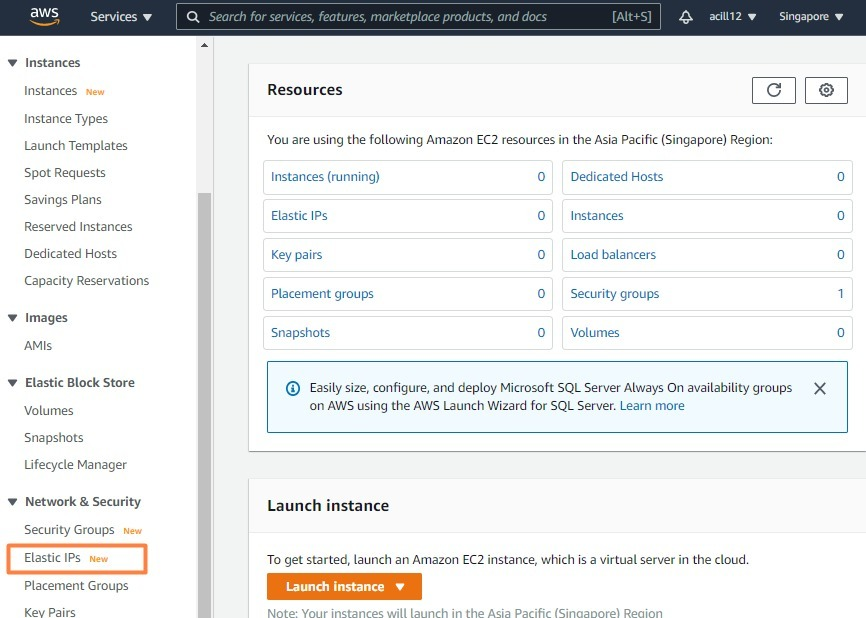 aws
Services
Search for services, features, marketplace products, and docs
[Alt+S]
acill12
Singapore
Instances
Instances New
Instance Types
Launch Templates
Spot Requests
Savings Plans
Reserved Instances
Dedicated Hosts
Capacity Reservations
Images
AMIs
Elastic Block Store
Volumes
Snapshots
Lifecycle Manager
Network & Security
Security Groups New
Elastic IPs New
Placement Groups
Key Pairs
Resources
You are using the following Amazon EC2 resources in the Asia Pacific (Singapore) Region:
Instances (running) 0
Dedicated Hosts 0
Elastic IPs 0
Instances 0
Key pairs 0
Load balancers 0
Placement groups 0
Security groups 1
Snapshots 0
Volumes 0
Easily size, configure, and deploy Microsoft SQL Server Always On availability groups
on AWS using the AWS Launch Wizard for SQL Server. Learn more
Launch instance
To get started, launch an Amazon EC2 instance, which is a virtual server in the cloud.
Launch instance
Note: Your instances will launch in the Asia Pacific (Singapore) Region